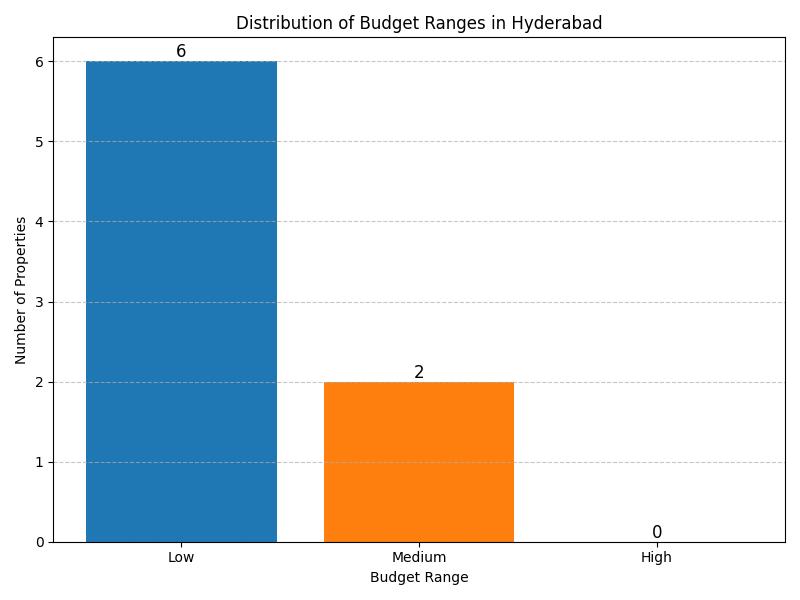 Distribution of Budget Ranges in Hyderabad
6
6
5
4
3
2
2
1
0
0
Number of Properties
Low Medium High
Budget Range